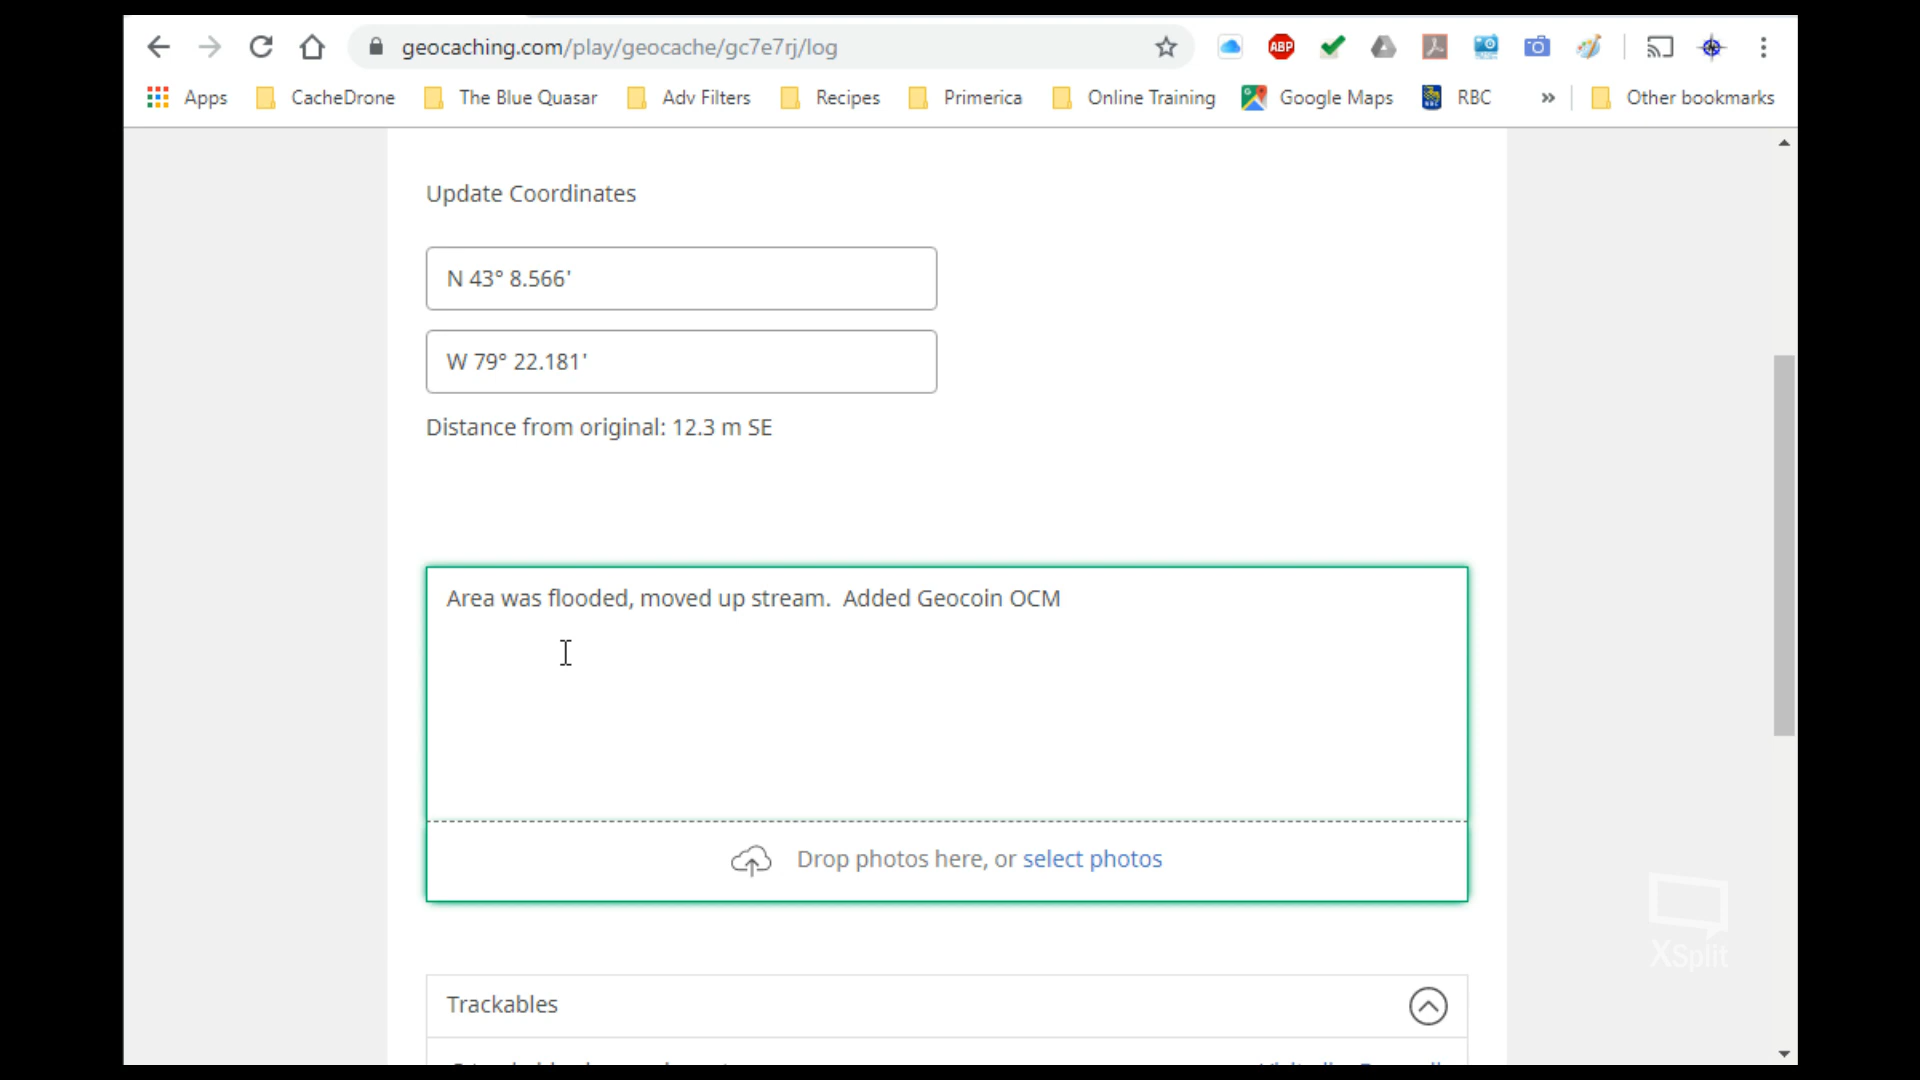 geocaching.com/play/geocache/gc7e7rj/log
ABP
Apps CacheDrone The Blue Quasar Adv Filters Recipes Primerica Online Training Google Maps RBC » Other bookmarks
Update Coordinates
N 43° 8.566'
W 79° 22.181'
Distance from original: 12.3 m SE
Area was flooded, moved up stream.  Added Geocoin OCM
Drop photos here, or select photos
XSplit
Trackables